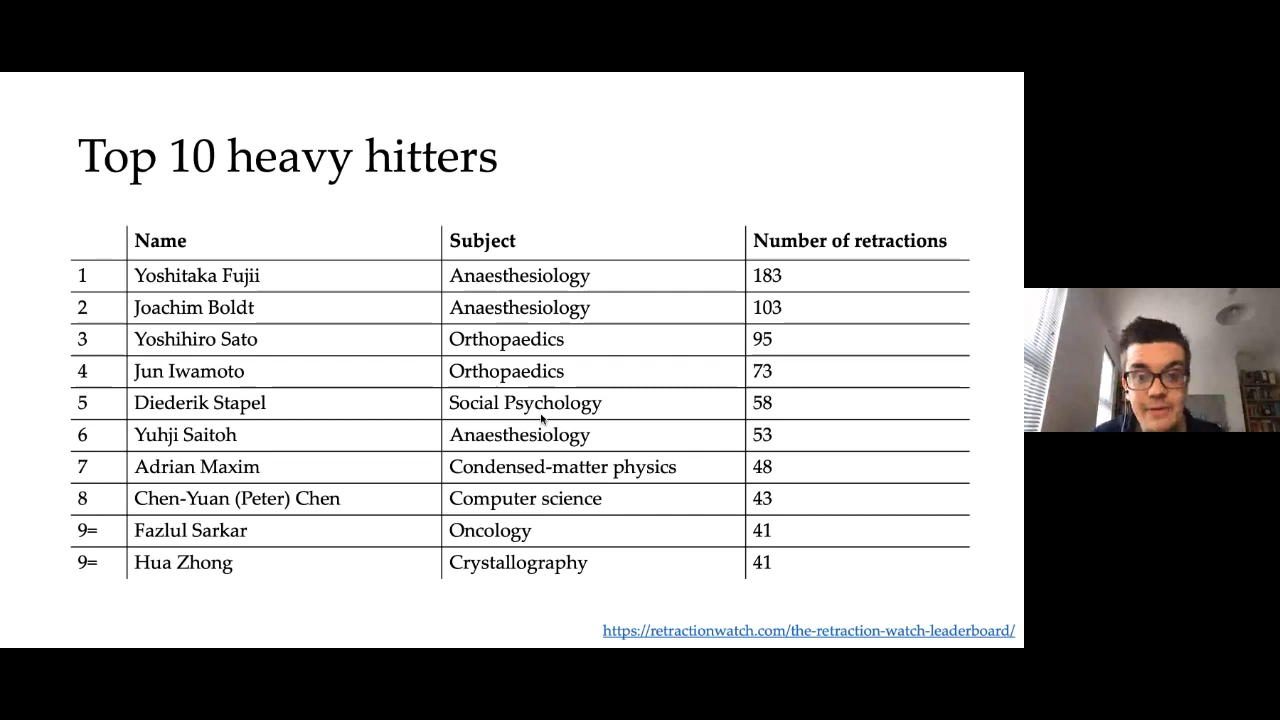 Top 10 heavy hitters
Name Subject Number of retractions
1 Yoshitaka Fujii Anaesthesiology 183
2 Joachim Boldt Anaesthesiology 103
3 Yoshihiro Sato Orthopaedics 95
4 Jun Iwamoto Orthopaedics 73
5 Diederik Stapel Social Psychology 58
6 Yuhji Saitoh Anaesthesiology 53
7 Adrian Maxim Condensed-matter physics 48
8 Chen-Yuan (Peter) Chen Computer science 43
9= Fazlul Sarkar Oncology 41
9= Hua Zhong Crystallography 41
https://retractionwatch.com/the-retraction-watch-leaderboard/